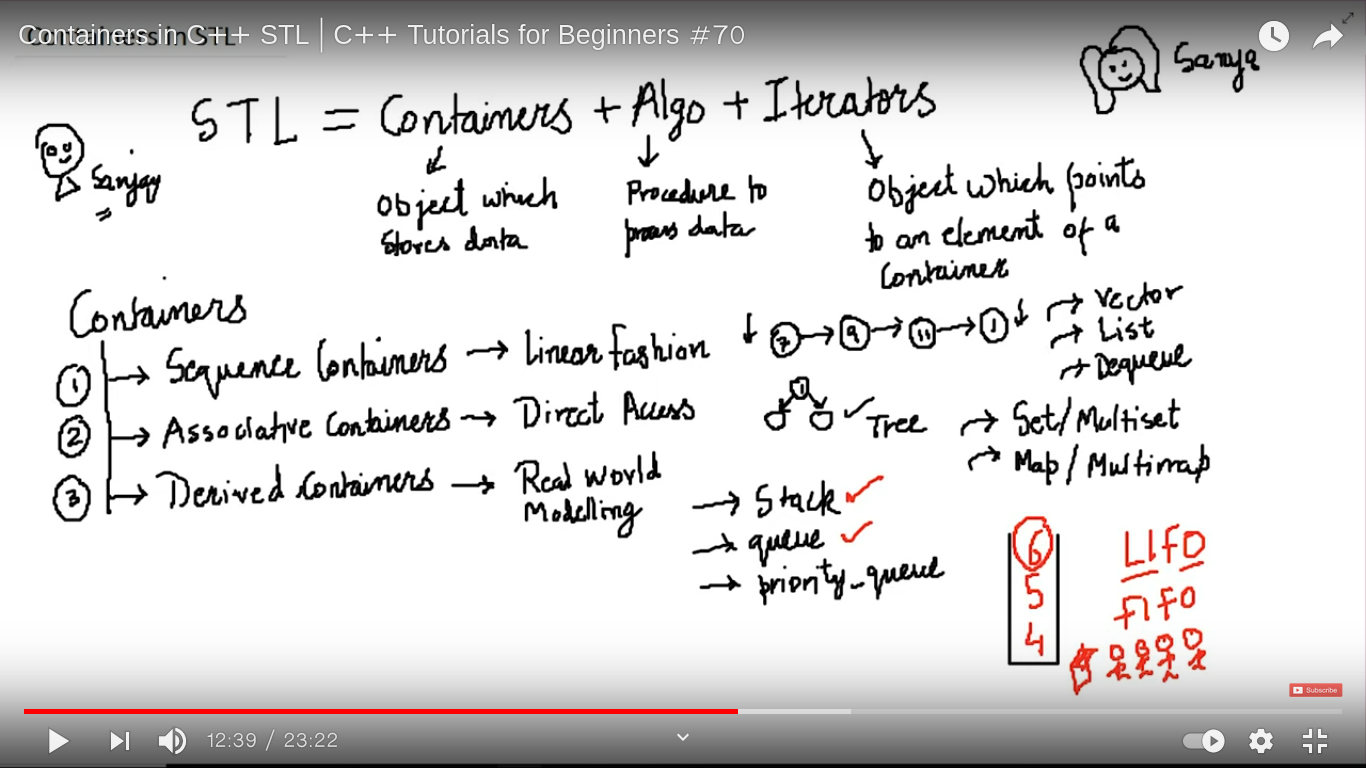 Containers in C++ STL | C++ Tutorials for Beginners #70
STL = Containers + Algo + Iterators
Sanja
Sanjay
Object which
stores data
Procedure to
process data
Object which points
to an element of a
Container
Containers
1 → Sequence Containers → Linear fashion
7 → 9 → 11 → 1
→ Vector
→ List
→ Dequeue
2 → Associative Containers → Direct Access
1
Tree
→ Set/Multiset
→ Map/Multimap
3 → Derived Containers → Real World
Modelling
→ Stack
→ queue
→ priority_queue
6
5
4
LIFO
FIFO
Subscribe
12:39 / 23:22